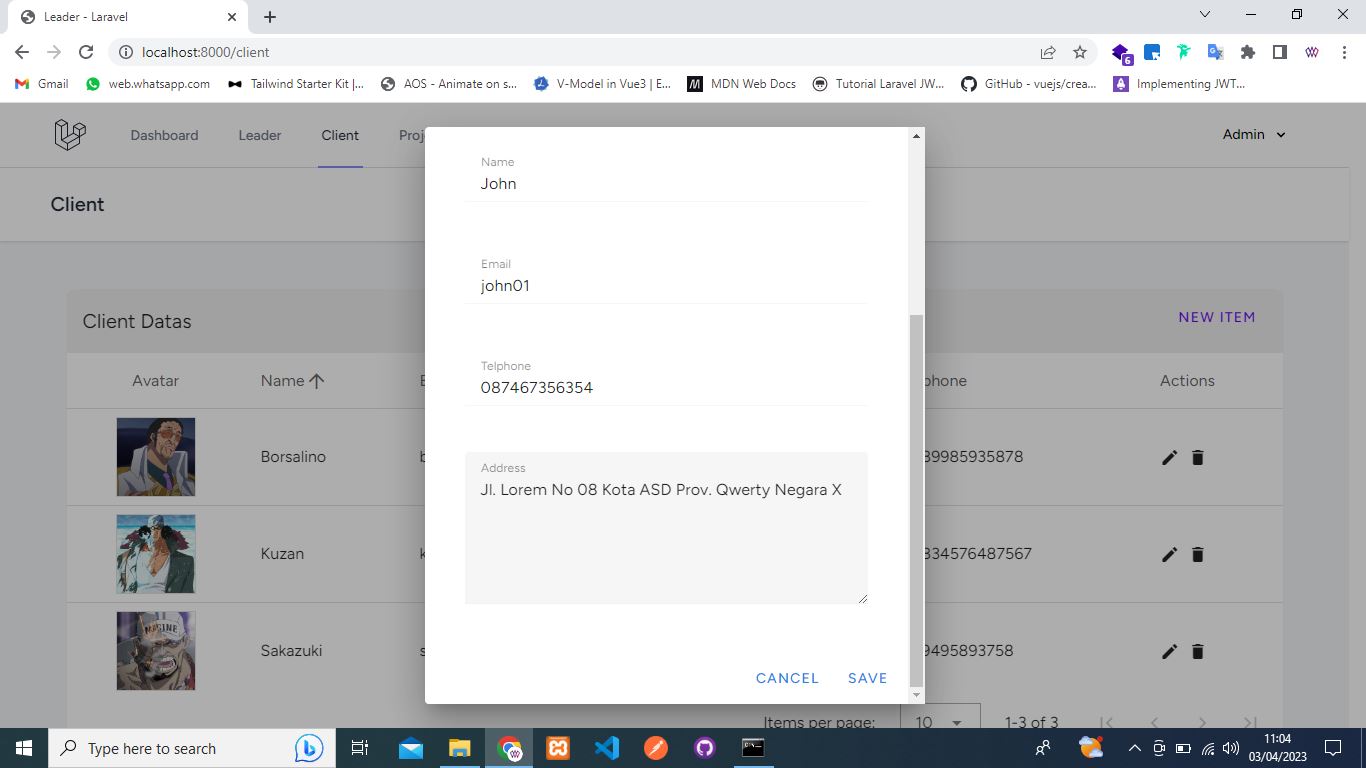 Leader - Laravel
localhost:8000/client
6
Gmail
web.whatsapp.com
Tailwind Starter Kit |...
AOS - Animate on s...
V-Model in Vue3 | E...
MDN Web Docs
Tutorial Laravel JW...
GitHub - vuejs/crea...
Implementing JWT...
Dashboard
Leader
Client
Proj
Admin
Client
Name
John
Email
john01
Telphone
087467356354
Address
Jl. Lorem No 08 Kota ASD Prov. Qwerty Negara X
CANCEL
SAVE
Client Datas
NEW ITEM
Avatar
Name
phone
Actions
Borsalino
b
89985935878
Kuzan
k
834576487567
Sakazuki
s
9495893758
Items per page:
10
1-3 of 3
Type here to search
11:04
03/04/2023